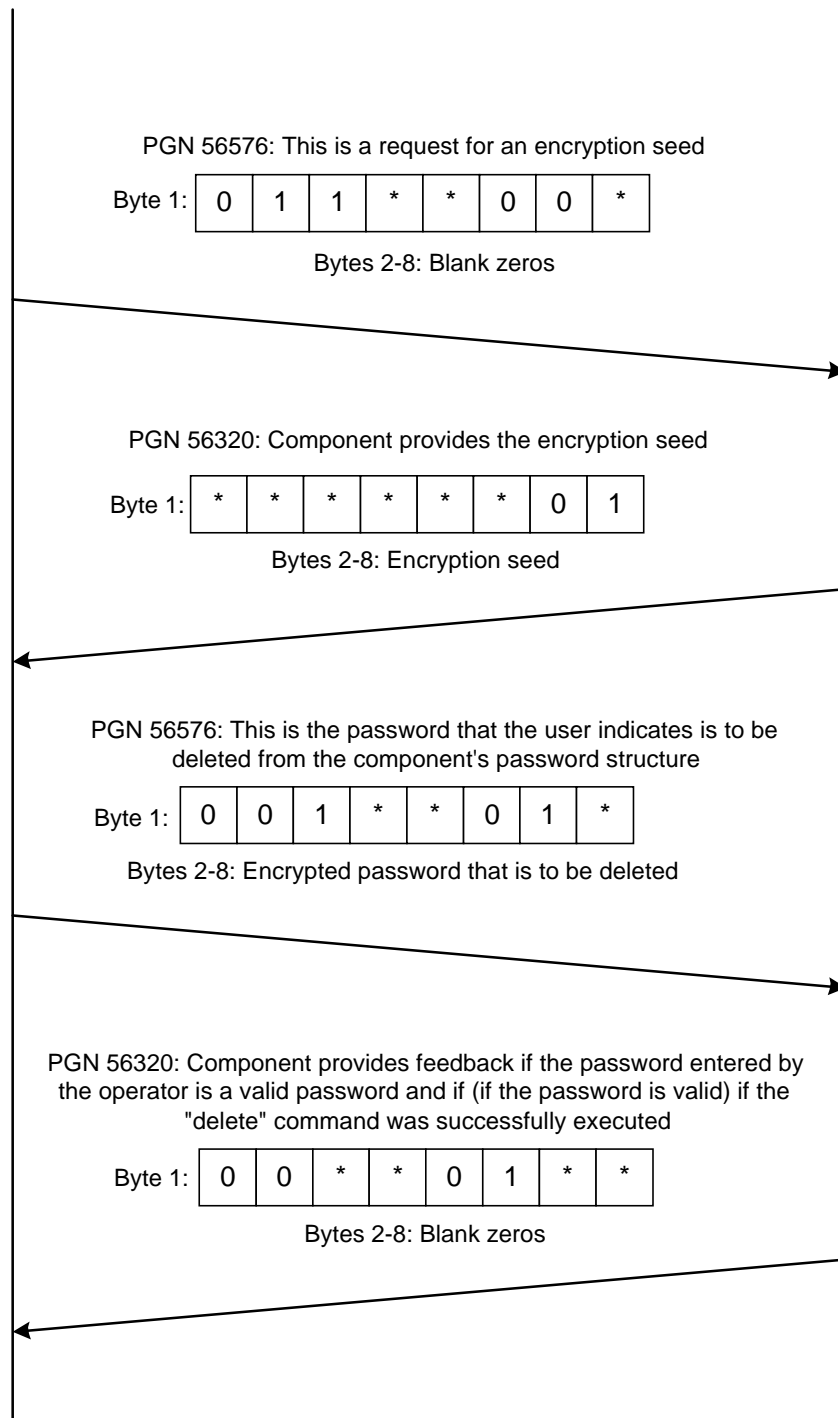 PGN 56576: This is a request for an encryption seed
Byte 1: 0 1 1 * * 0 0 *
Bytes 2-8: Blank zeros
PGN 56320: Component provides the encryption seed
Byte 1: * * * * * * 0 1
Bytes 2-8: Encryption seed
PGN 56576: This is the password that the user indicates is to be
deleted from the component's password structure
Byte 1: 0 0 1 * * 0 1 *
Bytes 2-8: Encrypted password that is to be deleted
PGN 56320: Component provides feedback if the password entered by
the operator is a valid password and if (if the password is valid) if the
"delete" command was successfully executed
Byte 1: 0 0 * * 0 1 * *
Bytes 2-8: Blank zeros